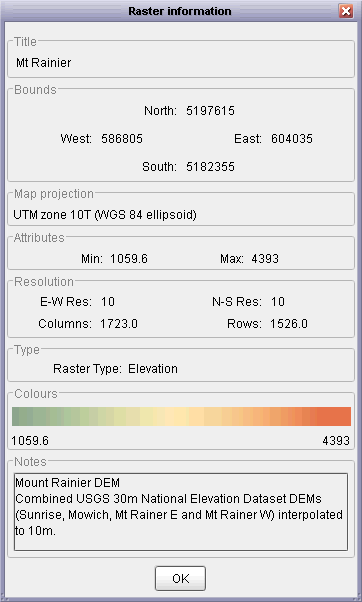 Raster information
Title
Mt Rainier
Bounds
North: 5197615
West: 586805 East: 604035
South: 5182355
Map projection
UTM zone 10T (WGS 84 ellipsoid)
Attributes
Min: 1059.6 Max: 4393
Resolution
E-W Res: 10 N-S Res: 10
Columns: 1723.0 Rows: 1526.0
Type
Raster Type: Elevation
Colours
1059.6 4393
Notes
Mount Rainier DEM
Combined USGS 30m National Elevation Dataset DEMs
(Sunrise, Mowich, Mt Rainer E and Mt Rainer W) interpolated
to 10m.
OK